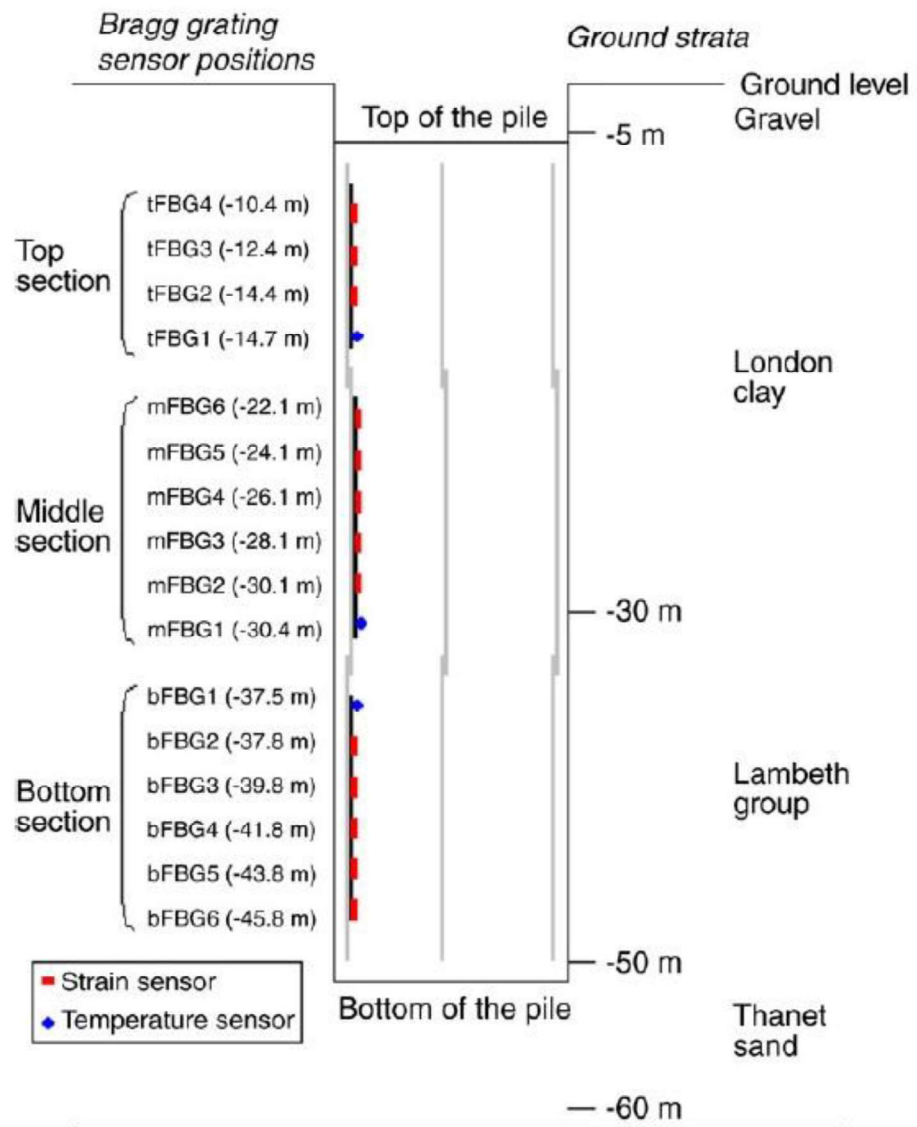 Bragg grating
sensor positions
Ground strata
Ground level
Top of the pile
Gravel
-5 m
Top
section
tFBG4 (-10.4 m)
tFBG3 (-12.4 m)
tFBG2 (-14.4 m)
tFBG1 (-14.7 m)
London
clay
Middle
section
mFBG6 (-22.1 m)
mFBG5 (-24.1 m)
mFBG4 (-26.1 m)
mFBG3 (-28.1 m)
mFBG2 (-30.1 m)
mFBG1 (-30.4 m)
-30 m
Bottom
section
bFBG1 (-37.5 m)
bFBG2 (-37.8 m)
bFBG3 (-39.8 m)
bFBG4 (-41.8 m)
bFBG5 (-43.8 m)
bFBG6 (-45.8 m)
Lambeth
group
-50 m
Strain sensor
Temperature sensor
Bottom of the pile
Thanet
sand
-60 m